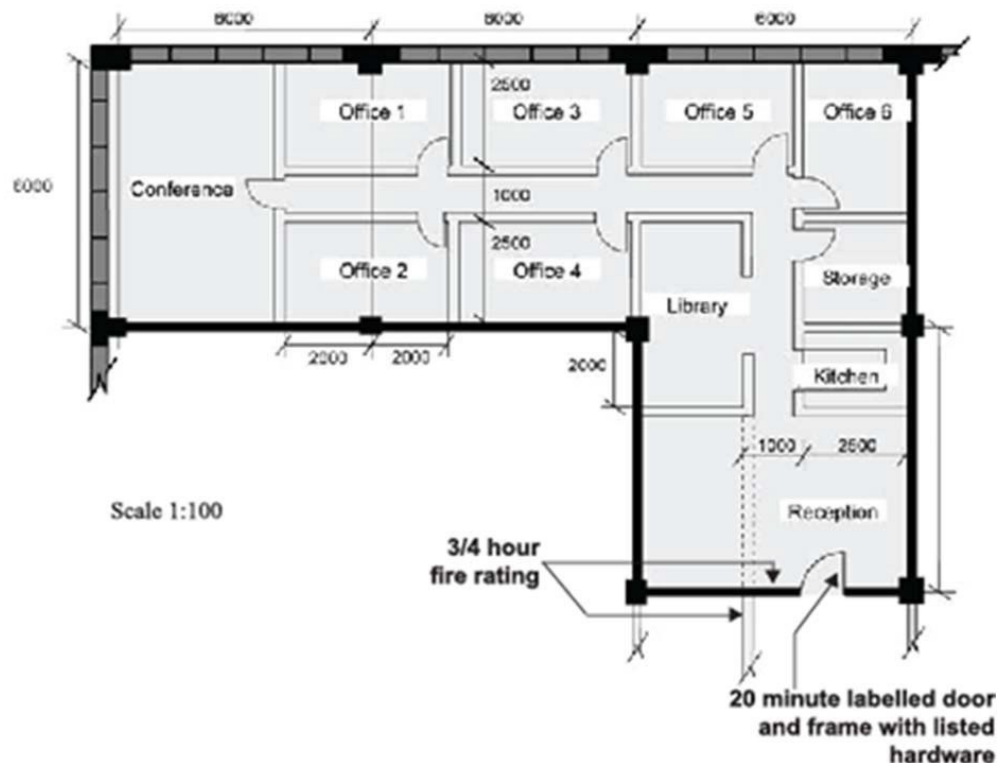 6000 6000 6000
2500
Office 1 Office 3 Office 5 Office 6
6000
Conference
1000
2500
Office 2 Office 4
Storage
Library
2000 2000
2000
Kitchen
1000 2500
Scale 1:100
Reception
3/4 hour
fire rating
20 minute labelled door
and frame with listed
hardware